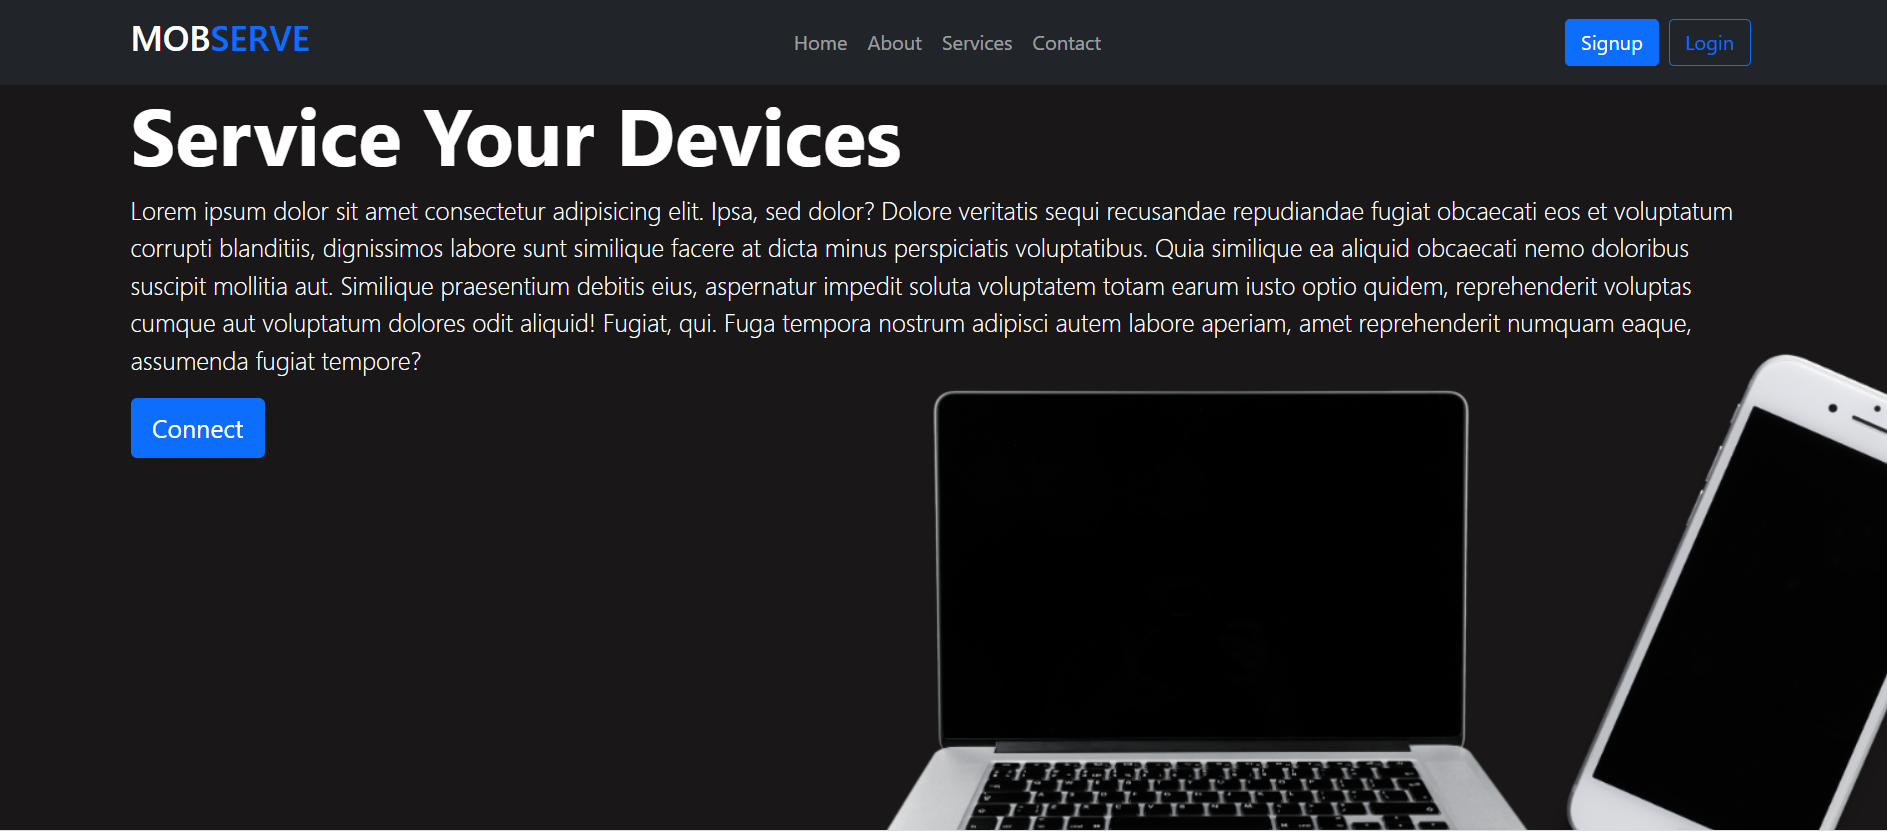 MOBSERVE
Home About Services Contact
Signup Login
Service Your Devices
Lorem ipsum dolor sit amet consectetur adipisicing elit. Ipsa, sed dolor? Dolore veritatis sequi recusandae repudiandae fugiat obcaecati eos et voluptatum
corrupti blanditiis, dignissimos labore sunt similique facere at dicta minus perspiciatis voluptatibus. Quia similique ea aliquid obcaecati nemo doloribus
suscipit mollitia aut. Similique praesentium debitis eius, aspernatur impedit soluta voluptatem totam earum iusto optio quidem, reprehenderit voluptas
cumque aut voluptatum dolores odit aliquid! Fugiat, qui. Fuga tempora nostrum adipisci autem labore aperiam, amet reprehenderit numquam eaque,
assumenda fugiat tempore?
Connect